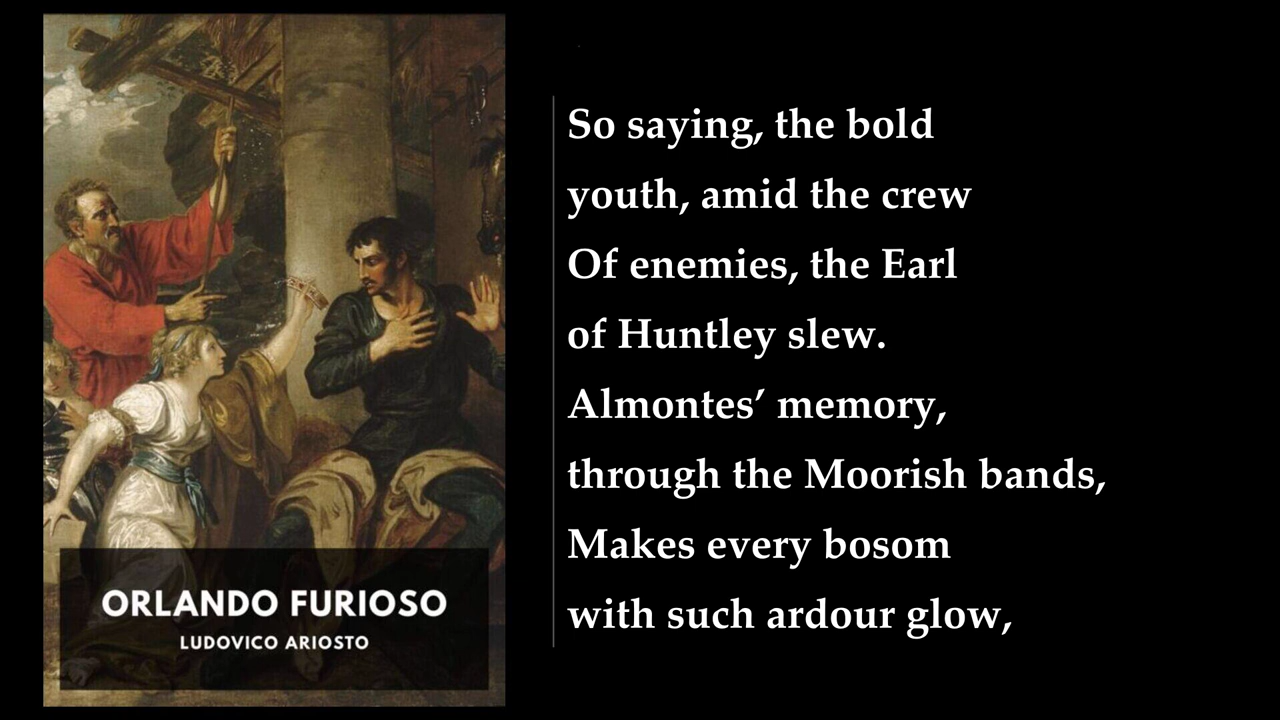 ORLANDO FURIOSO
LUDOVICO ARIOSTO
So saying, the bold
youth, amid the crew
Of enemies, the Earl
of Huntley slew.
Almontes’ memory,
through the Moorish bands,
Makes every bosom
with such ardour glow,